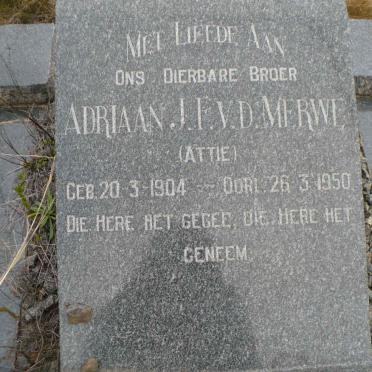 MET LIEFDE AAN
ONS DIERBARE BROER
ADRIAAN J.F.V.D. MERWE
(ATTIE)
GEB. 20-3-1904 — OORL. 26-3-1950.
DIE HERE HET GEGEE, DIE HERE HET
GENEEM